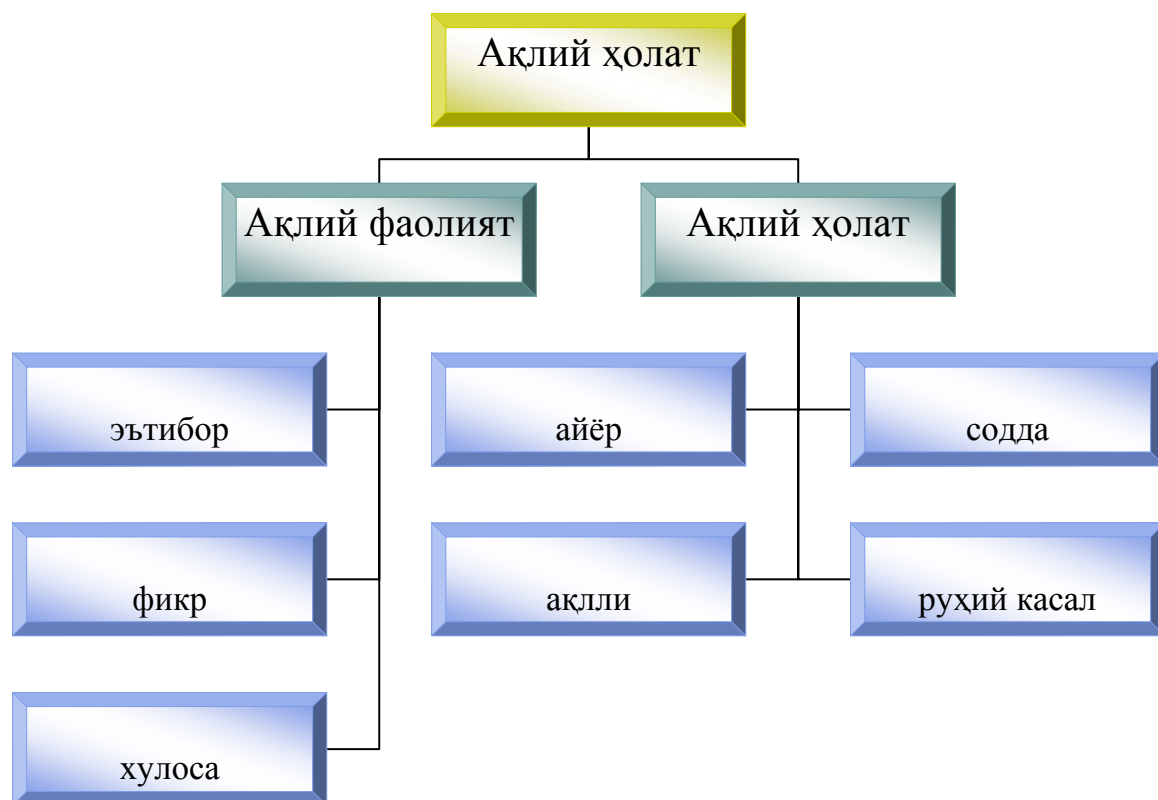 Ақлий ҳолат
Ақлий фаолият
Ақлий ҳолат
эътибор
айёр
содда
фикр
ақлли
руҳий касал
хулоса